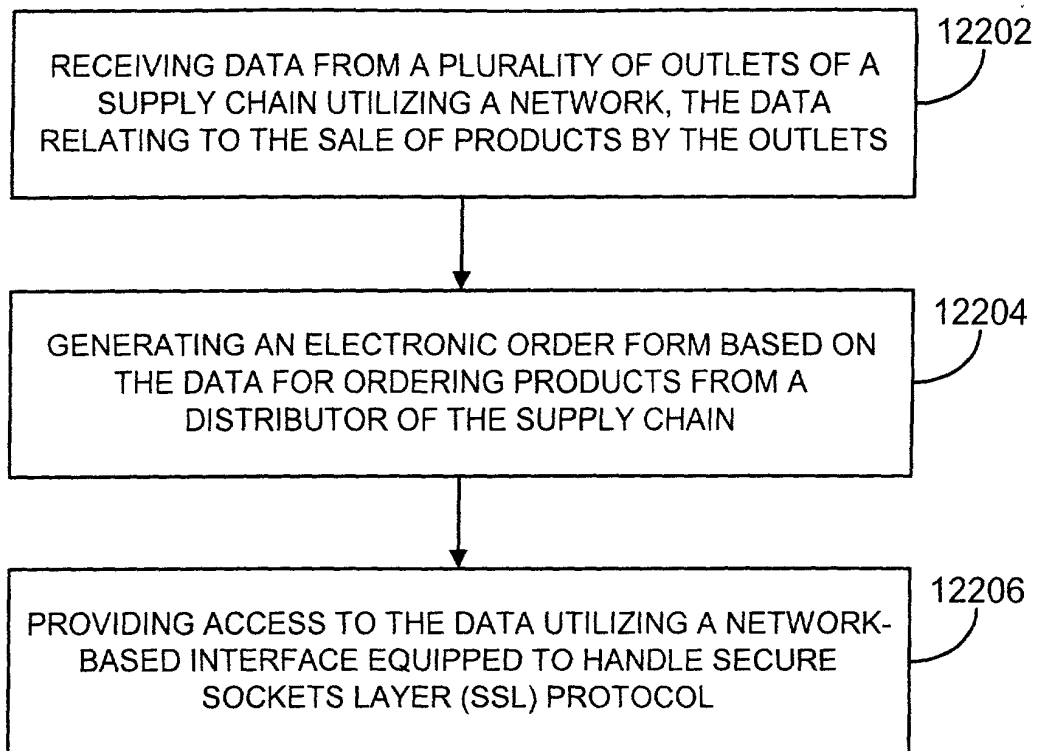 12202
RECEIVING DATA FROM A PLURALITY OF OUTLETS OF A
SUPPLY CHAIN UTILIZING A NETWORK, THE DATA
RELATING TO THE SALE OF PRODUCTS BY THE OUTLETS
12204
GENERATING AN ELECTRONIC ORDER FORM BASED ON
THE DATA FOR ORDERING PRODUCTS FROM A
DISTRIBUTOR OF THE SUPPLY CHAIN
12206
PROVIDING ACCESS TO THE DATA UTILIZING A NETWORK-
BASED INTERFACE EQUIPPED TO HANDLE SECURE
SOCKETS LAYER (SSL) PROTOCOL